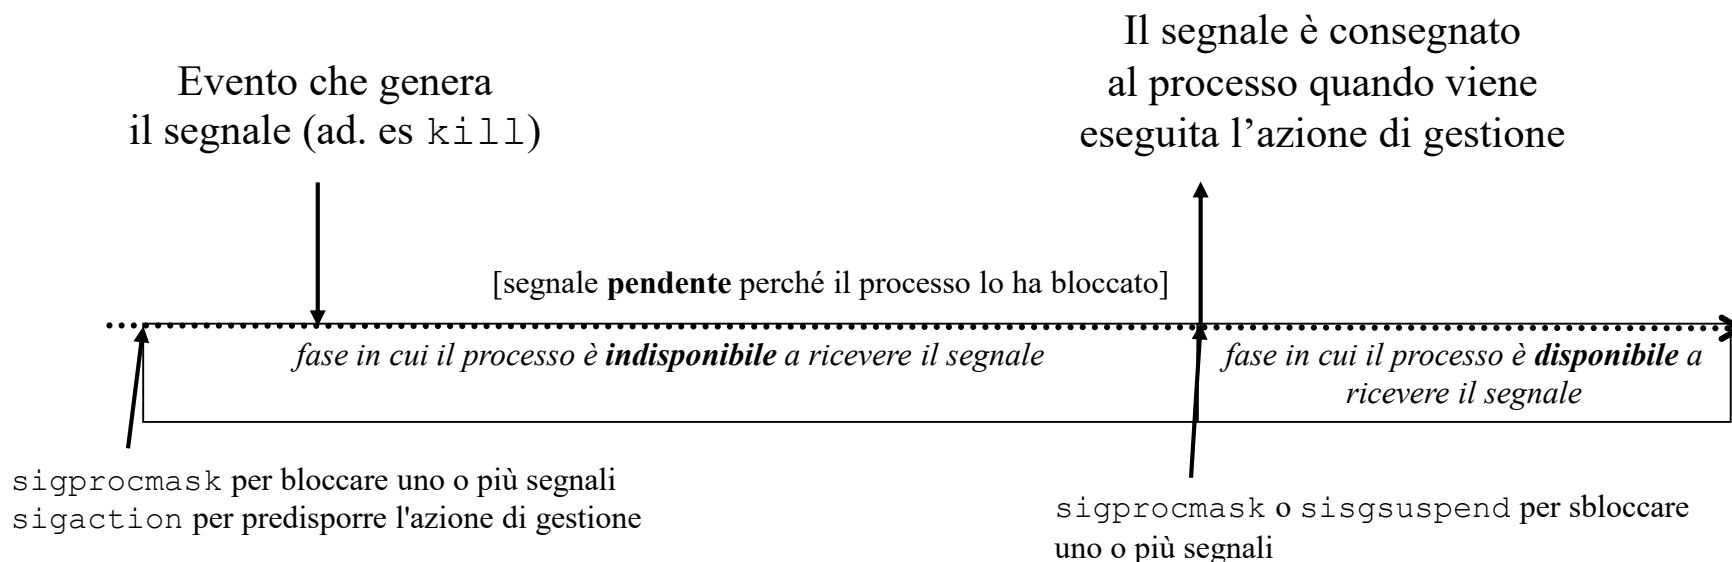 Il segnale è consegnato
al processo quando viene
eseguita l’azione di gestione
Evento che genera
il segnale (ad. es kill)
[segnale pendente perché il processo lo ha bloccato]
fase in cui il processo è indisponibile a ricevere il segnale
fase in cui il processo è disponibile a
ricevere il segnale
sigprocmask per bloccare uno o più segnali
sigaction per predisporre l'azione di gestione
sigprocmask o sisgsuspend per sbloccare
uno o più segnali